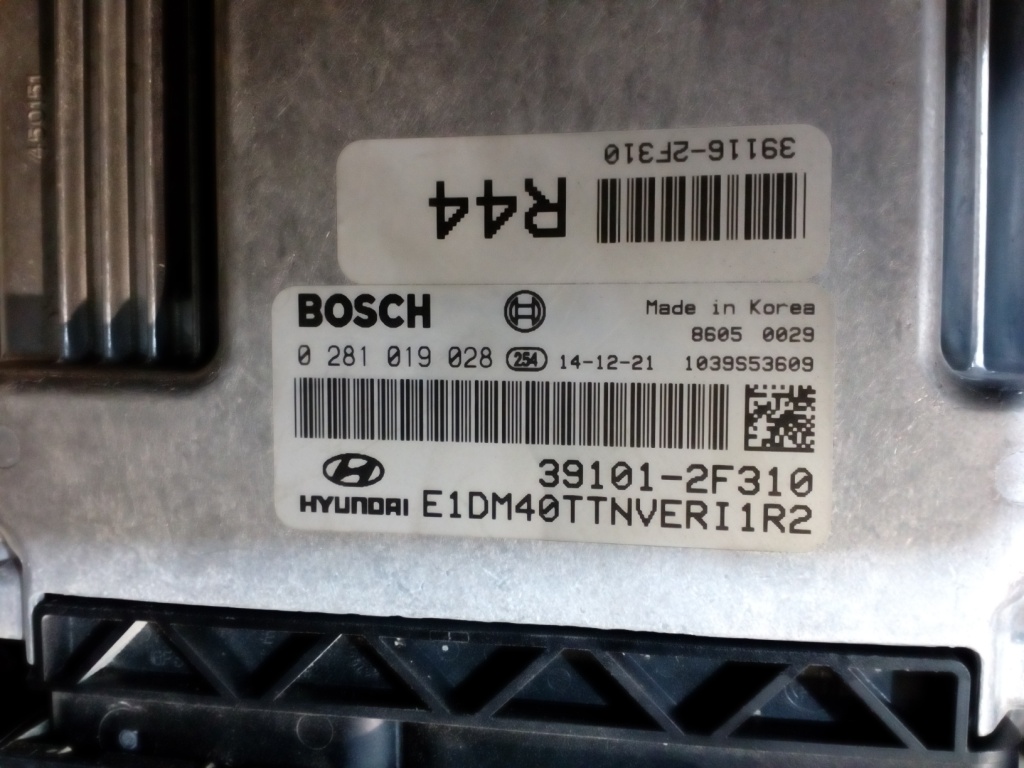 450151
39116-2F310
R44
BOSCH
Made in Korea
8605 0029
0 281 019 028 254 14-12-21 1039S53609
39101-2F310
HYUNDAI E1DM40TTNVERI1R2